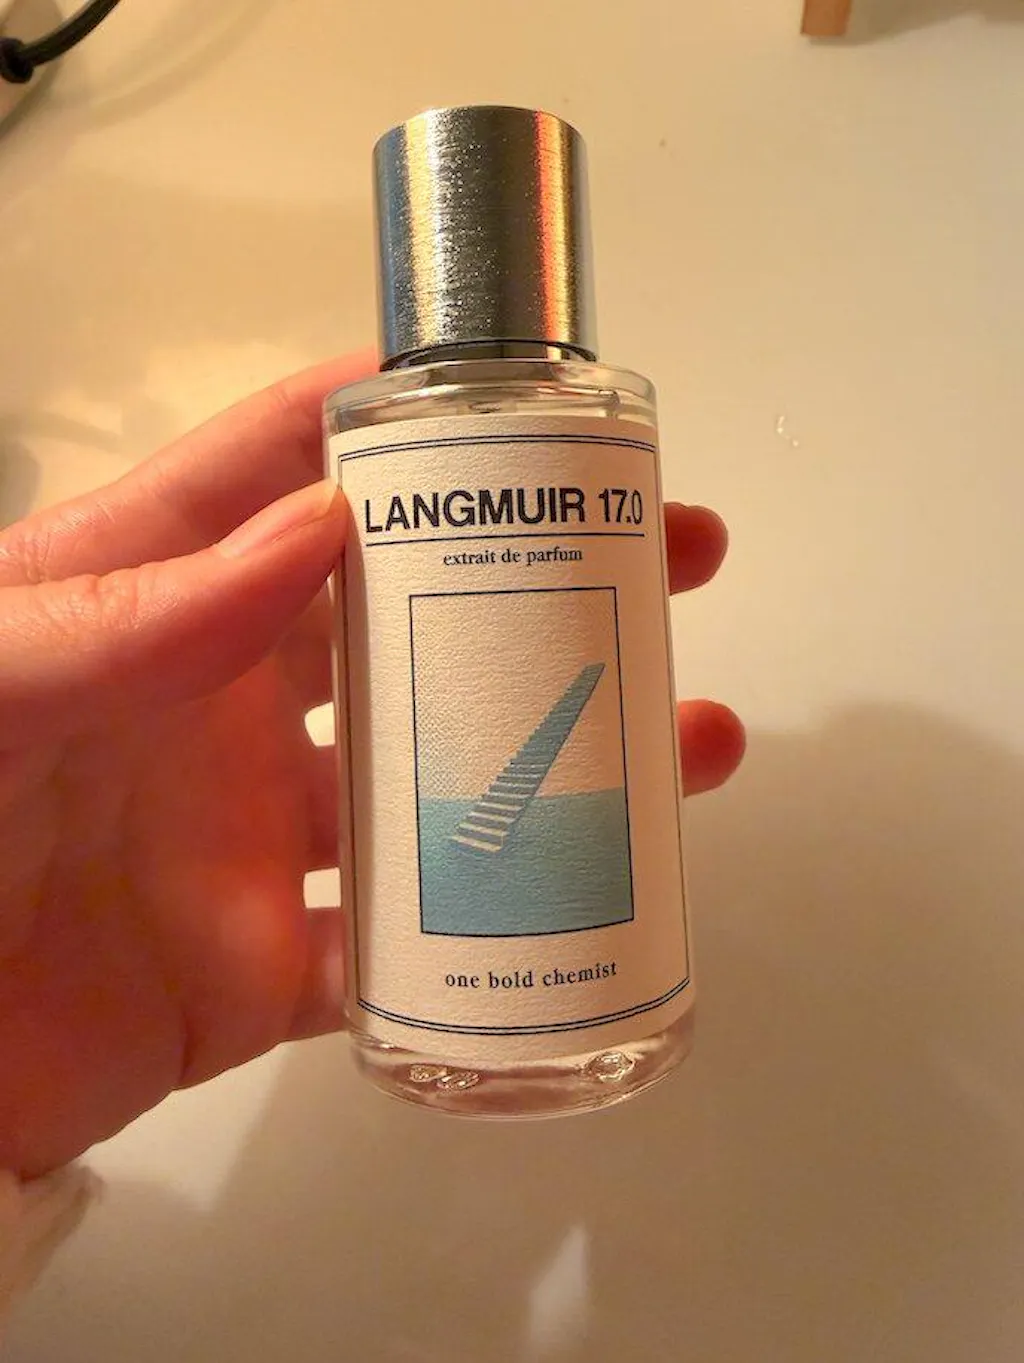 LANGMUIR 17.0
extrait de parfum
one bold chemist